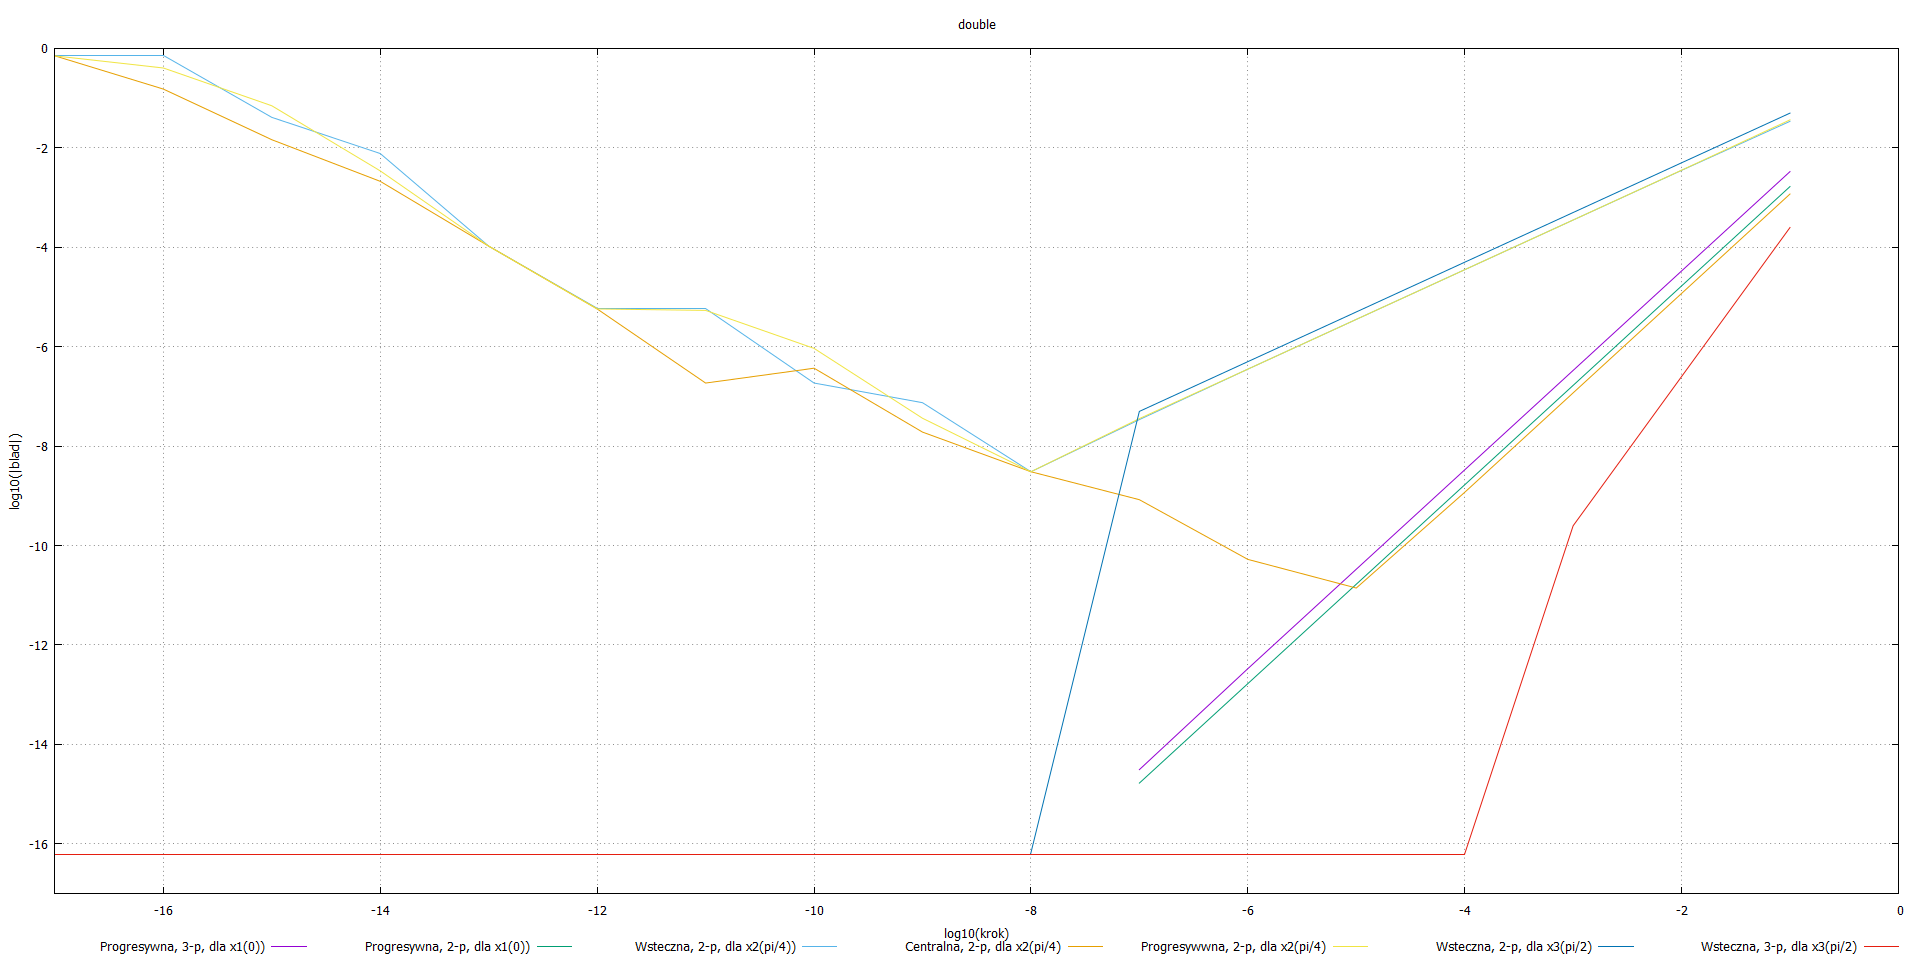 double
0
-2
-4
-6
-8
-10
-12
-14
-16
log10(|blad|)
-16 -14 -12 -10 -8 -6 -4 -2 0
log10(krok)
Progresywna, 3-p, dla x1(0)) Progresywna, 2-p, dla x1(0)) Wsteczna, 2-p, dla x2(pi/4)) Centralna, 2-p, dla x2(pi/4) Progresywwna, 2-p, dla x2(pi/4) Wsteczna, 2-p, dla x3(pi/2) Wsteczna, 3-p, dla x3(pi/2)